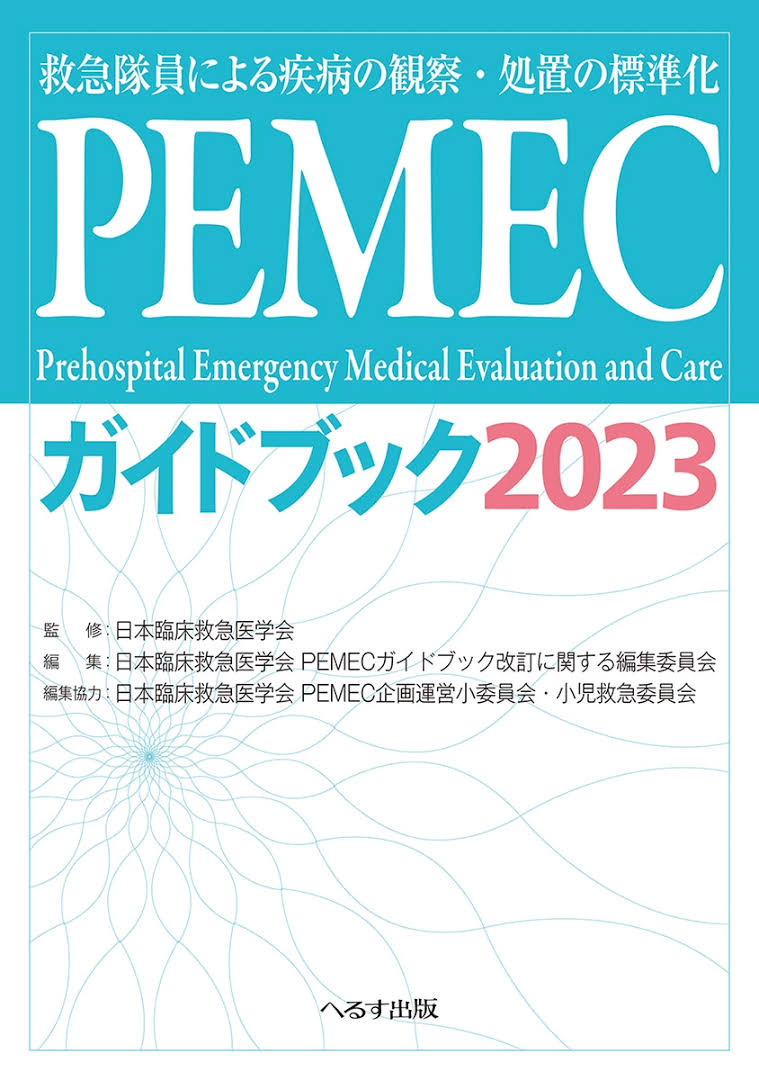 救急隊員による疾病の観察・処置の標準化
PEMEC
Prehospital Emergency Medical Evaluation and Care
ガイドブック2023
監　修：日本臨床救急医学会
編　集：日本臨床救急医学会 PEMECガイドブック改訂に関する編集委員会
編集協力：日本臨床救急医学会 PEMEC企画運営小委員会・小児救急委員会
へるす出版